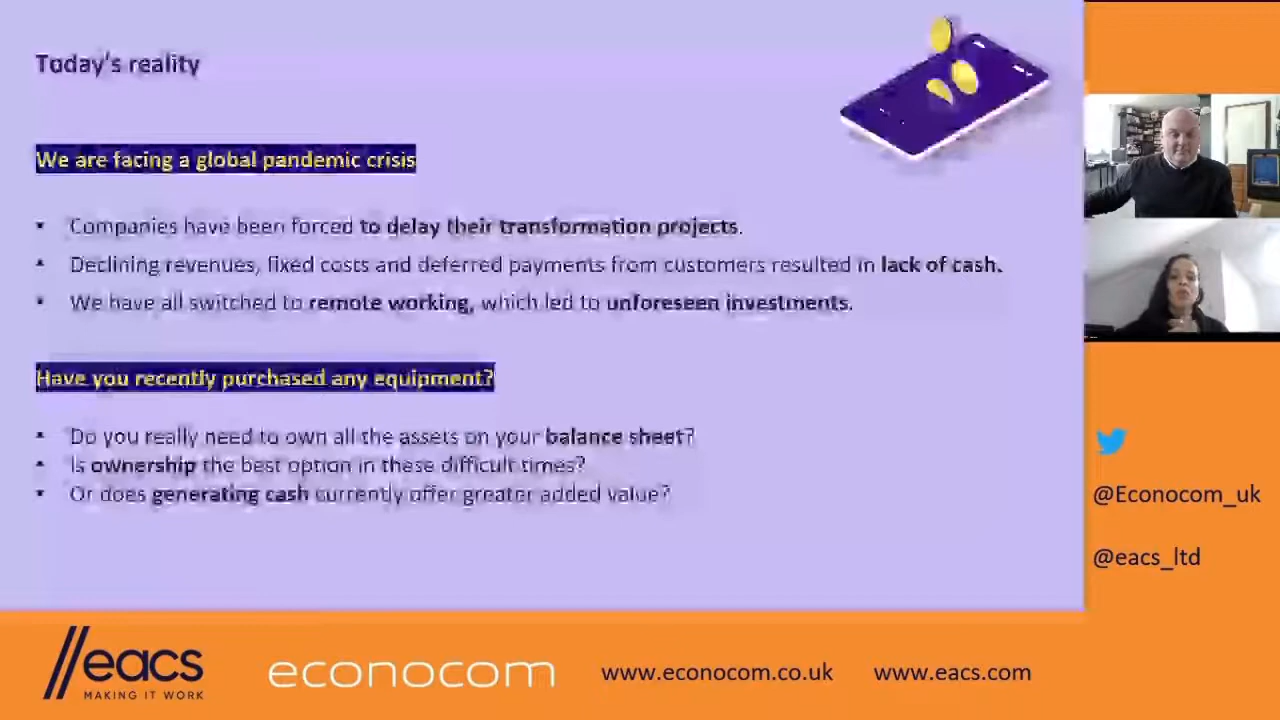 Today's reality
We are facing a global pandemic crisis
• Companies have been forced to delay their transformation projects.
• Declining revenues, fixed costs and deferred payments from customers resulted in lack of cash.
• We have all switched to remote working, which led to unforeseen investments.
Have you recently purchased any equipment?
• Do you really need to own all the assets on your balance sheet?
• Is ownership the best option in these difficult times?
• Or does generating cash currently offer greater added value?
@Econocom_uk
@eacs_ltd
//eacs
MAKING IT WORK
econocom
www.econocom.co.uk
www.eacs.com